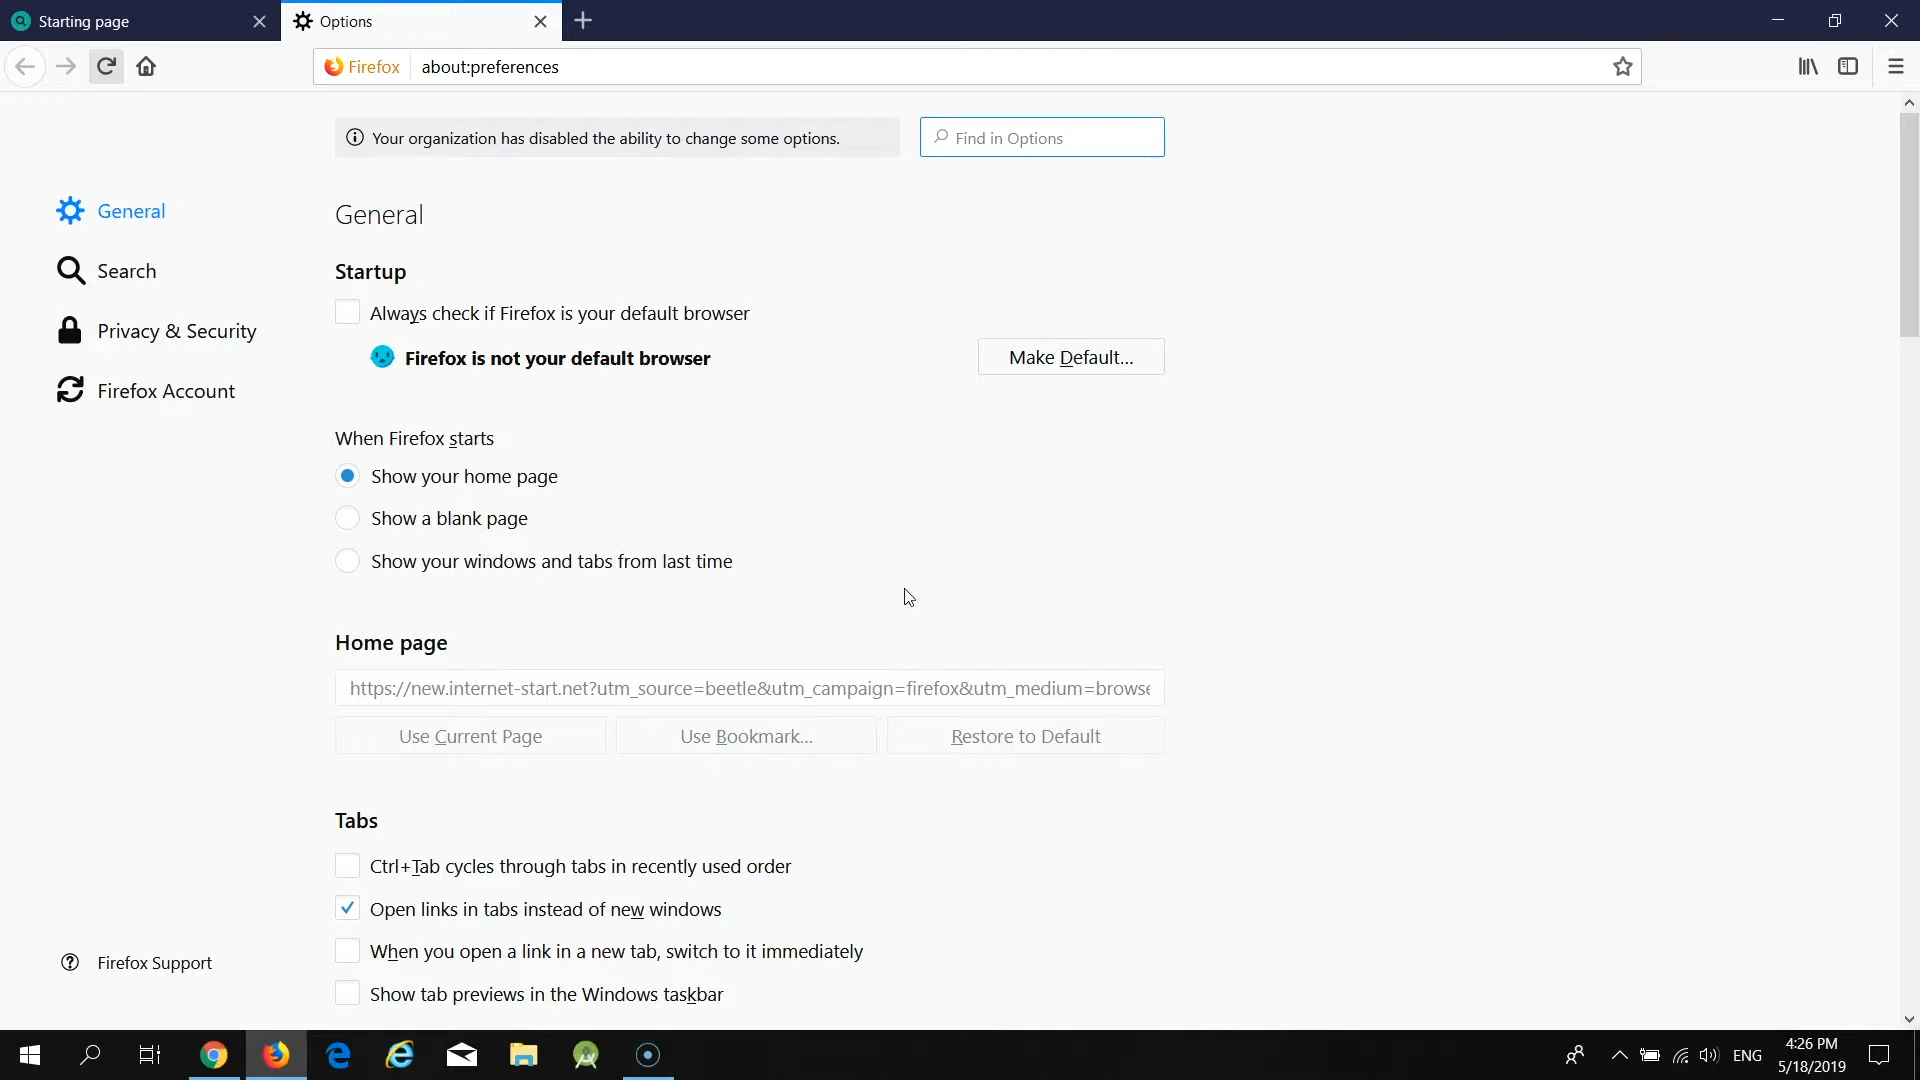 Starting page
Options
Firefox
about:preferences
Your organization has disabled the ability to change some options.
Find in Options
General
Search
Privacy & Security
Firefox Account
General
Startup
Always check if Firefox is your default browser
Firefox is not your default browser
Make Default...
When Firefox starts
Show your home page
Show a blank page
Show your windows and tabs from last time
Home page
https://new.internet-start.net?utm_source=beetle&utm_campaign=firefox&utm_medium=browse
Use Current Page
Use Bookmark...
Restore to Default
Tabs
Ctrl+Tab cycles through tabs in recently used order
Open links in tabs instead of new windows
When you open a link in a new tab, switch to it immediately
Show tab previews in the Windows taskbar
Firefox Support
ENG
4:26 PM
5/18/2019